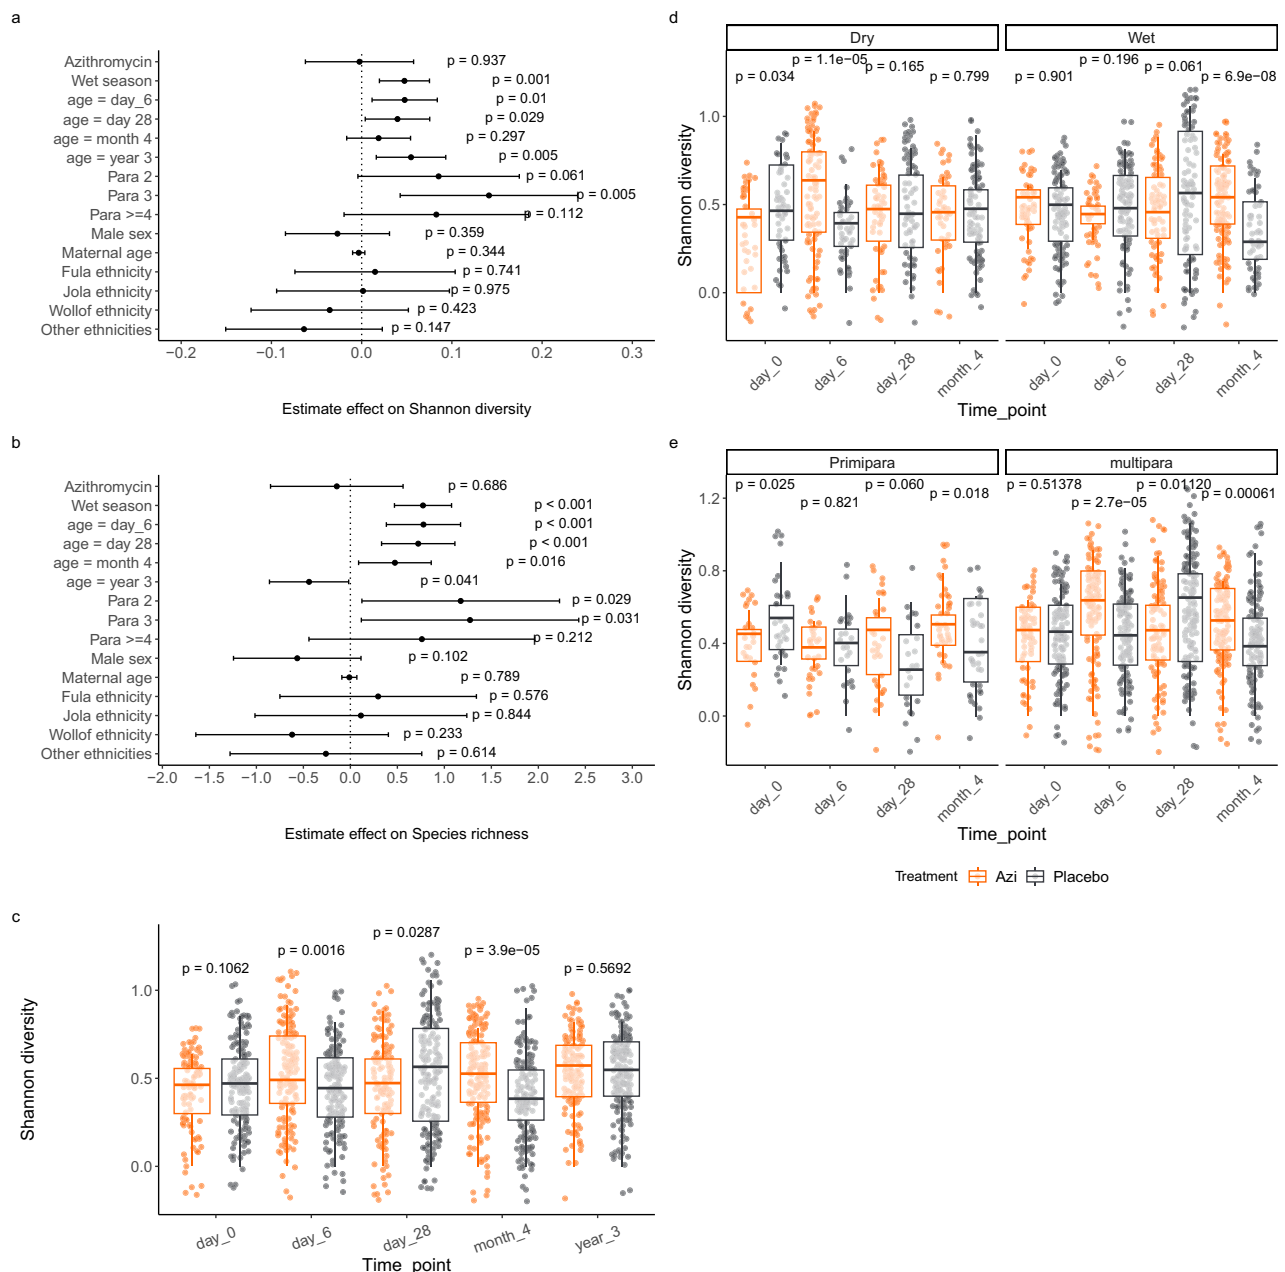 a
Azithromycin p = 0.937
Wet season p = 0.001
age = day_6 p = 0.01
age = day 28 p = 0.029
age = month 4 p = 0.297
age = year 3 p = 0.005
Para 2 p = 0.061
Para 3 p = 0.005
Para >=4 p = 0.112
Male sex p = 0.359
Maternal age p = 0.344
Fula ethnicity p = 0.741
Jola ethnicity p = 0.975
Wollof ethnicity p = 0.423
Other ethnicities p = 0.147
−0.2 −0.1 0.0 0.1 0.2 0.3
Estimate effect on Shannon diversity
b
Azithromycin p = 0.686
Wet season p < 0.001
age = day_6 p < 0.001
age = day 28 p < 0.001
age = month 4 p = 0.016
age = year 3 p = 0.041
Para 2 p = 0.029
Para 3 p = 0.031
Para >=4 p = 0.212
Male sex p = 0.102
Maternal age p = 0.789
Fula ethnicity p = 0.576
Jola ethnicity p = 0.844
Wollof ethnicity p = 0.233
Other ethnicities p = 0.614
−2.0 −1.5 −1.0 −0.5 0.0 0.5 1.0 1.5 2.0 2.5 3.0
Estimate effect on Species richness
c
p = 0.1062 p = 0.0016 p = 0.0287 p = 3.9e−05 p = 0.5692
Shannon diversity
1.0
0.5
0.0
day_0 day_6 day_28 month_4 year_3
Time_point
d
Dry Wet
p = 0.034 p = 1.1e−05 p = 0.165 p = 0.799 p = 0.901 p = 0.196 p = 0.061 p = 6.9e−08
Shannon diversity
1.0
0.5
0.0
day_0 day_6 day_28 month_4 day_0 day_6 day_28 month_4
Time_point
e
Primipara multipara
p = 0.025 p = 0.821 p = 0.060 p = 0.018 p = 0.51378 p = 2.7e−05 p = 0.01120 p = 0.00061
Shannon diversity
1.2
0.8
0.4
0.0
day_0 day_6 day_28 month_4 day_0 day_6 day_28 month_4
Time_point
Treatment Azi Placebo